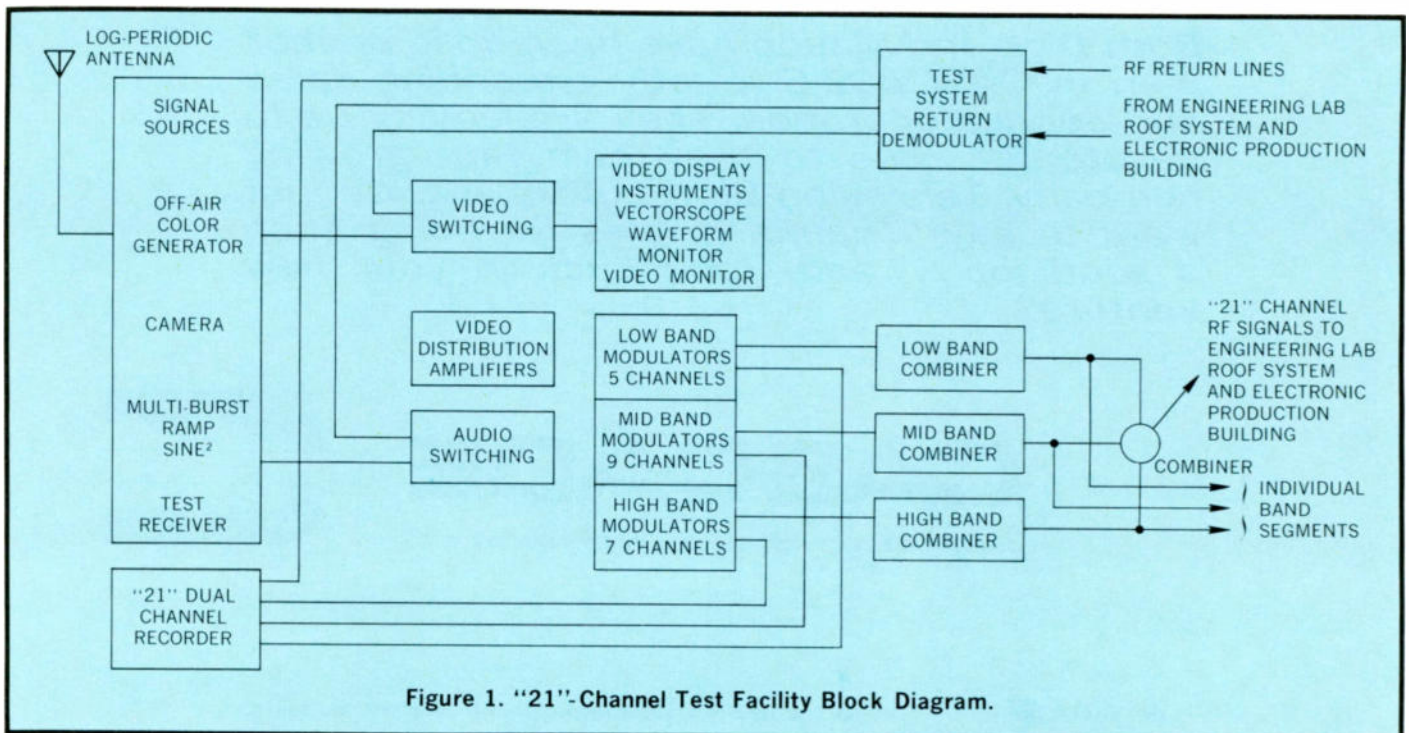 LOG-PERIODIC
ANTENNA
SIGNAL
SOURCES
OFF-AIR
COLOR
GENERATOR
CAMERA
MULTI-BURST
RAMP
SINE²
TEST
RECEIVER
"21" DUAL
CHANNEL
RECORDER
VIDEO
SWITCHING
VIDEO
DISTRIBUTION
AMPLIFIERS
AUDIO
SWITCHING
VIDEO DISPLAY
INSTRUMENTS
VECTORSCOPE
WAVEFORM
MONITOR
VIDEO MONITOR
LOW BAND
MODULATORS
5 CHANNELS
MID BAND
MODULATORS
9 CHANNELS
HIGH BAND
MODULATORS
7 CHANNELS
TEST
SYSTEM
RETURN
DEMODULATOR
RF RETURN LINES
FROM ENGINEERING LAB
ROOF SYSTEM AND
ELECTRONIC PRODUCTION
BUILDING
LOW BAND
COMBINER
MID BAND
COMBINER
HIGH BAND
COMBINER
"21" CHANNEL
RF SIGNALS TO
ENGINEERING LAB
ROOF SYSTEM
AND ELECTRONIC
PRODUCTION
BUILDING
COMBINER
INDIVIDUAL
BAND
SEGMENTS
Figure 1. "21"-Channel Test Facility Block Diagram.